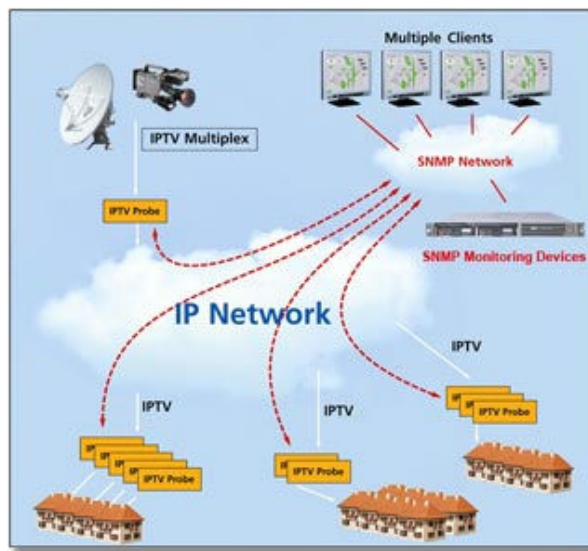 Multiple Clients
IPTV Multiplex
SNMP Network
IPTV Probe
SNMP Monitoring Devices
IP Network
IPTV
IPTV Probe
IPTV
IPTV
IPTV Probe
IPTV Probe